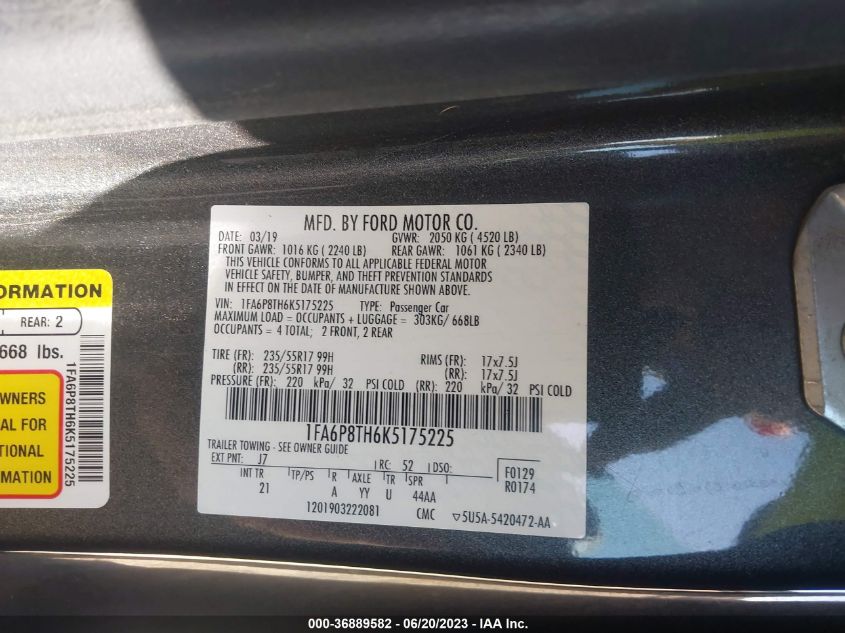 MFD. BY FORD MOTOR CO.
DATE: 03/19 GVWR: 2050 KG ( 4520 LB)
FRONT GAWR: 1016 KG ( 2240 LB) REAR GAWR: 1061 KG ( 2340 LB)
THIS VEHICLE CONFORMS TO ALL APPLICABLE FEDERAL MOTOR
VEHICLE SAFETY, BUMPER, AND THEFT PREVENTION STANDARDS
IN EFFECT ON THE DATE OF MANUFACTURE SHOWN ABOVE.
VIN: 1FA6P8TH6K5175225 TYPE: Passenger Car
MAXIMUM LOAD = OCCUPANTS + LUGGAGE = 303KG/ 668LB
OCCUPANTS = 4 TOTAL; 2 FRONT, 2 REAR
TIRE (FR): 235/55R17 99H RIMS (FR): 17x7.5J
(RR): 235/55R17 99H (RR): 17x7.5J
PRESSURE (FR): 220 kPa/ 32 PSI COLD (RR): 220 kPa/ 32 PSI COLD
1FA6P8TH6K5175225
TRAILER TOWING - SEE OWNER GUIDE
EXT PNT: J7 RC: 52 DSO: F0129
INT TR TP/PS R AXLE TR SPR R0174
21 A YY U 44AA
1201903222081 CMC ▽5U5A-5420472-AA
ORMATION
REAR: 2
668 lbs.
WNERS
AL FOR
TIONAL
RMATION
1FA6P8TH6K5175225
000-36889582 / 06/20/2023 - © IAA, Inc.